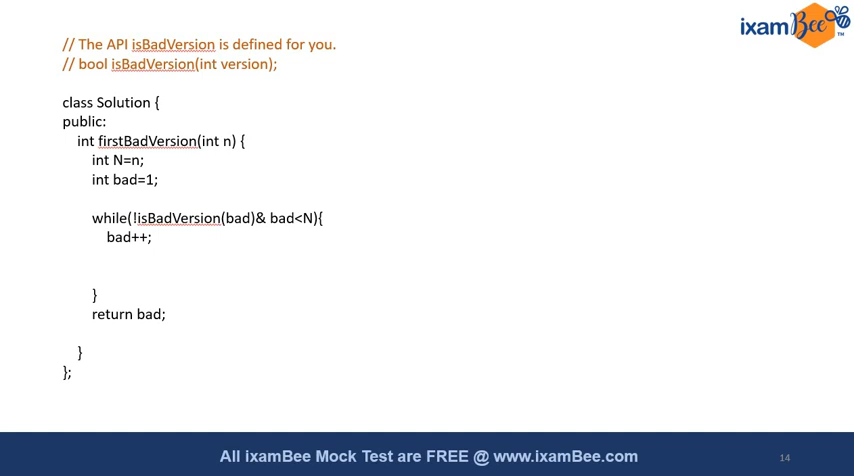 ixamBee TM
// The API isBadVersion is defined for you.
// bool isBadVersion(int version);
class Solution {
public:
int firstBadVersion(int n) {
int N=n;
int bad=1;
while(!isBadVersion(bad)& bad<N){
bad++;
}
return bad;
}
};
All ixamBee Mock Test are FREE @ www.ixamBee.com
14